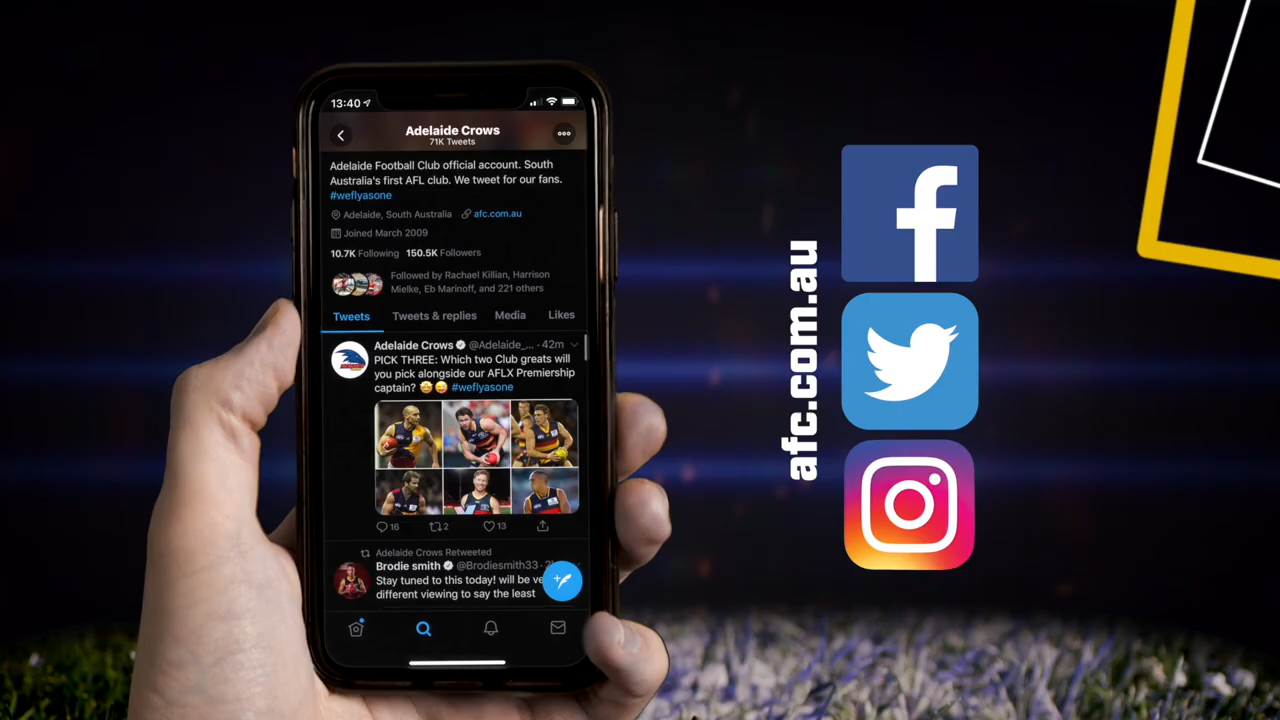 13:40
Adelaide Crows
71K Tweets
Adelaide Football Club official account. South
Australia's first AFL club. We tweet for our fans.
#weflyasone
Adelaide, South Australia afc.com.au
Joined March 2009
10.7K Following 150.5K Followers
Followed by Rachael Killian, Harrison
Mielke, Eb Marinoff, and 221 others
Tweets Tweets & replies Media Likes
Adelaide Crows @Adelaide_... · 42m
PICK THREE: Which two Club greats will
you pick alongside our AFLX Premiership
captain? 🤩😜 #weflyasone
16 2 13
Adelaide Crows Retweeted
Brodie smith @Brodiesmith33 ·
Stay tuned to this today! will be ve
different viewing to say the least
afc.com.au